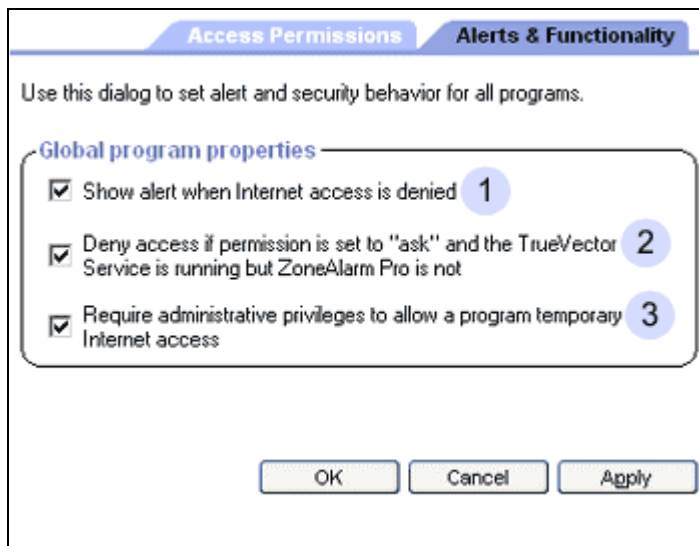 Access Permissions
Alerts & Functionality
Use this dialog to set alert and security behavior for all programs.
Global program properties
Show alert when Internet access is denied 1
Deny access if permission is set to "ask" and the TrueVector 2
Service is running but ZoneAlarm Pro is not
Require administrative privileges to allow a program temporary 3
Internet access
OK
Cancel
Apply